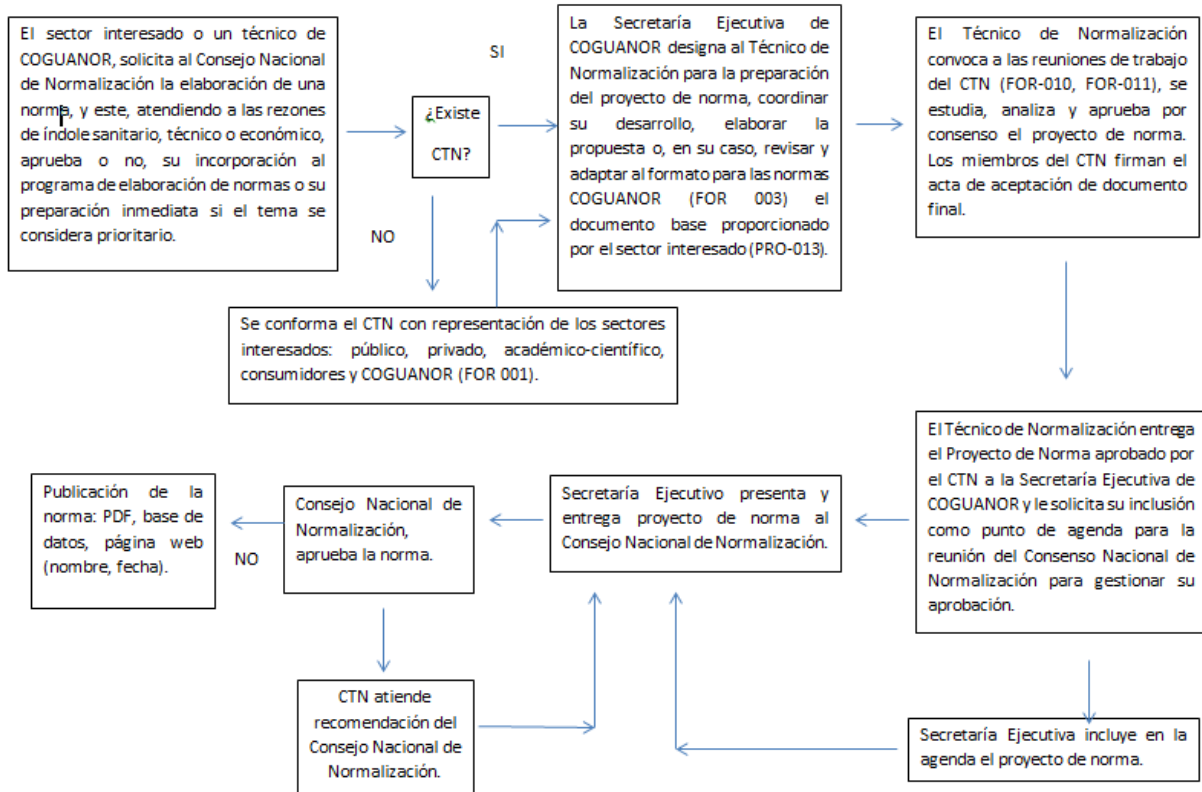 El sector interesado o un técnico de
COGUANOR, solicita al Consejo Nacional
de Normalización la elaboración de una
norma, y este, atendiendo a las rezones
de índole sanitario, técnico o económico,
aprueba o no, su incorporación al
programa de elaboración de normas o su
preparación inmediata si el tema se
considera prioritario.
¿Existe
CTN?
SI
NO
La Secretaría Ejecutiva de
COGUANOR designa al Técnico de
Normalización para la preparación
del proyecto de norma, coordinar
su desarrollo, elaborar la
propuesta o, en su caso, revisar y
adaptar al formato para las normas
COGUANOR (FOR 003) el
documento base proporcionado
por el sector interesado (PRO-013).
El Técnico de Normalización
convoca a las reuniones de trabajo
del CTN (FOR-010, FOR-011), se
estudia, analiza y aprueba por
consenso el proyecto de norma.
Los miembros del CTN firman el
acta de aceptación de documento
final.
Se conforma el CTN con representación de los sectores
interesados: público, privado, académico-científico,
consumidores y COGUANOR (FOR 001).
El Técnico de Normalización entrega
el Proyecto de Norma aprobado por
el CTN a la Secretaría Ejecutiva de
COGUANOR y le solicita su inclusión
como punto de agenda para la
reunión del Consenso Nacional de
Normalización para gestionar su
aprobación.
Secretaría Ejecutivo presenta y
entrega proyecto de norma al
Consejo Nacional de Normalización.
Consejo Nacional de
Normalización,
aprueba la norma.
NO
Publicación de la
norma: PDF, base de
datos, página web
(nombre, fecha).
CTN atiende
recomendación del
Consejo Nacional de
Normalización.
Secretaría Ejecutiva incluye en la
agenda el proyecto de norma.